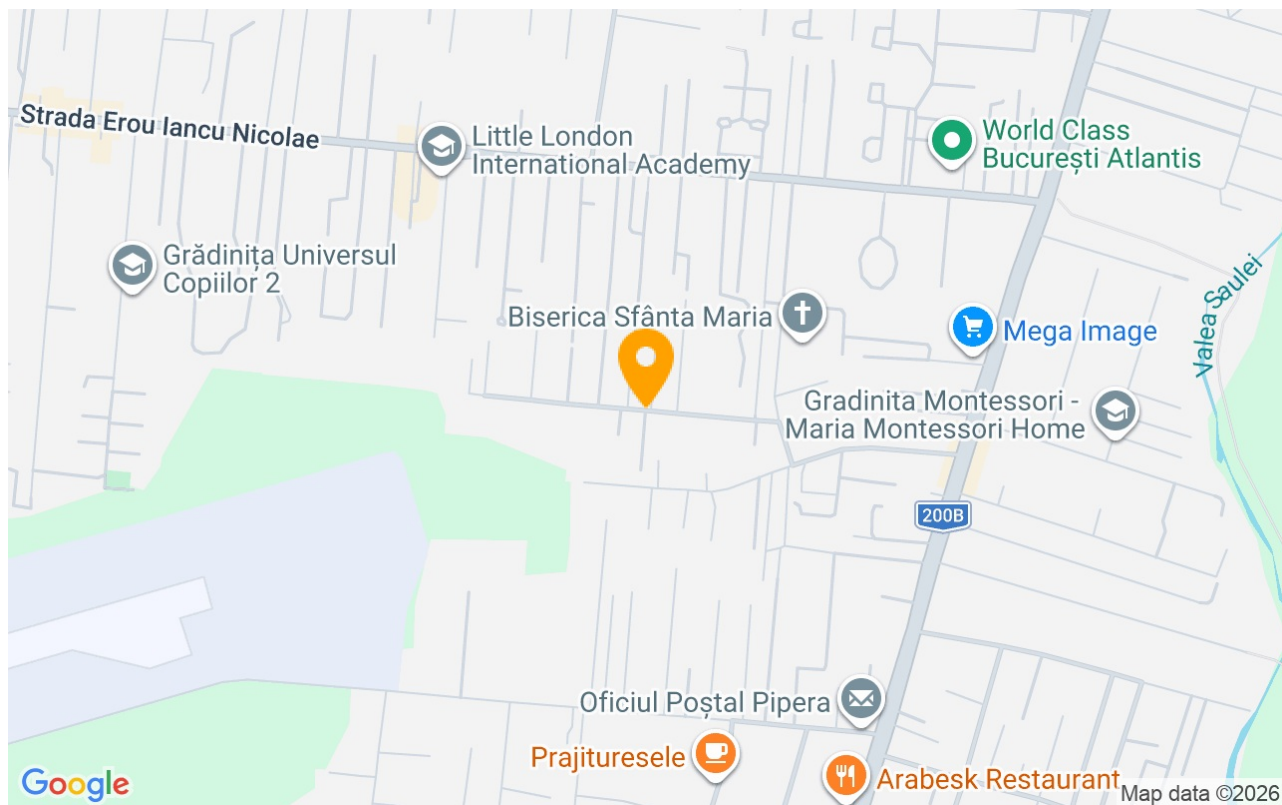 Strada Erou Iancu Nicolae
Little London
International Academy
World Class
București Atlantis
Grădinița Universul
Copiilor 2
Valea Saulei
Biserica Sfânta Maria
Mega Image
Gradinita Montessori -
Maria Montessori Home
200B
Oficiul Poștal Pipera
Prajituresele
Arabesk Restaurant
Google
Map data ©2026